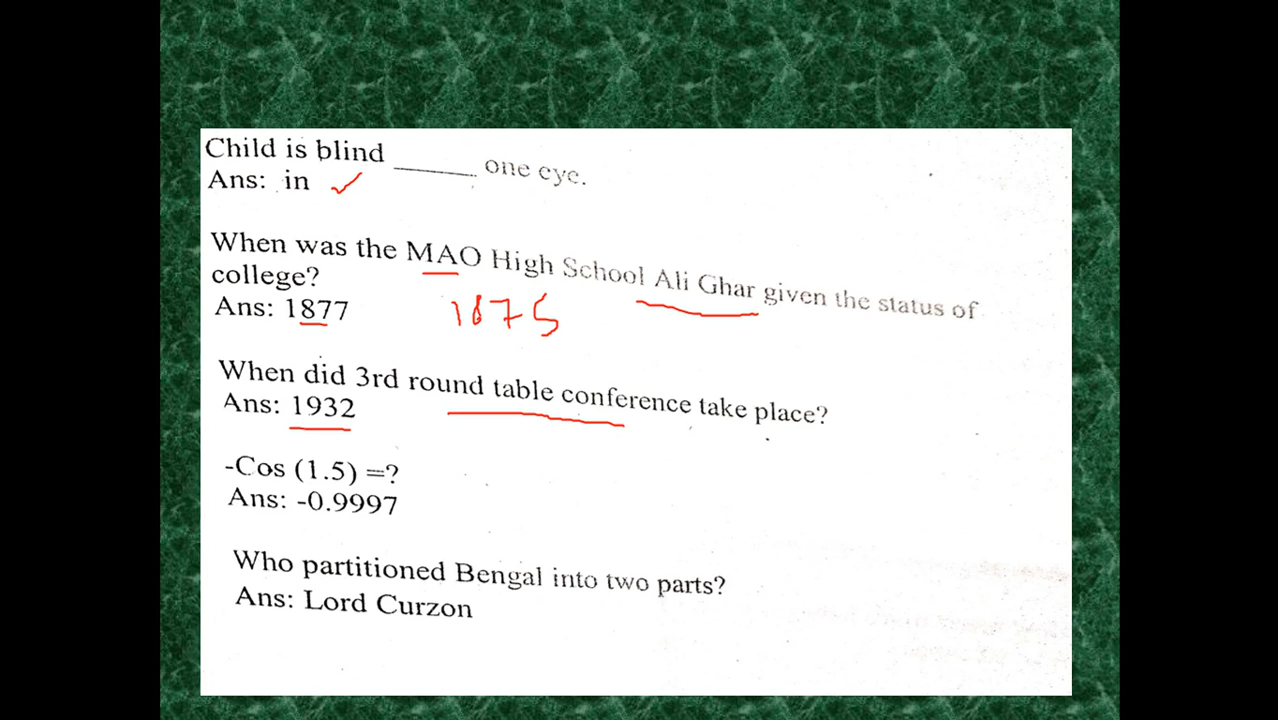 Child is blind ______ one eye.
Ans: in ✓
When was the MAO High School Ali Ghar given the status of
college?
Ans: 1877 1875
When did 3rd round table conference take place?
Ans: 1932
-Cos (1.5) =?
Ans: -0.9997
Who partitioned Bengal into two parts?
Ans: Lord Curzon